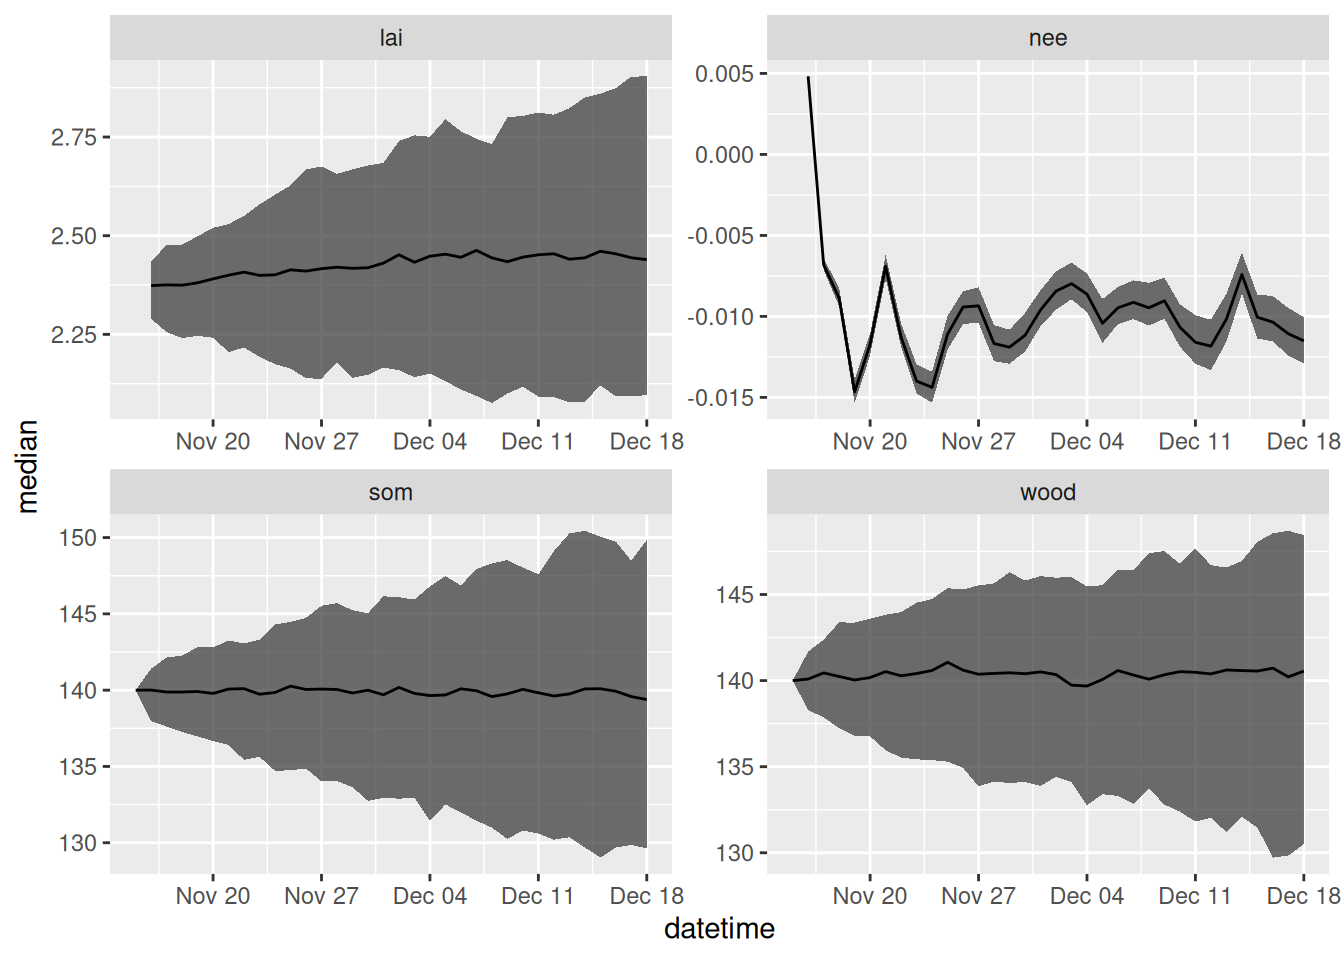 lai
nee
2.75
2.50
2.25
0.005
0.000
-0.005
-0.010
-0.015
Nov 20 Nov 27 Dec 04 Dec 11 Dec 18
Nov 20 Nov 27 Dec 04 Dec 11 Dec 18
median
som
wood
150
145
140
135
130
145
140
135
130
Nov 20 Nov 27 Dec 04 Dec 11 Dec 18
Nov 20 Nov 27 Dec 04 Dec 11 Dec 18
datetime